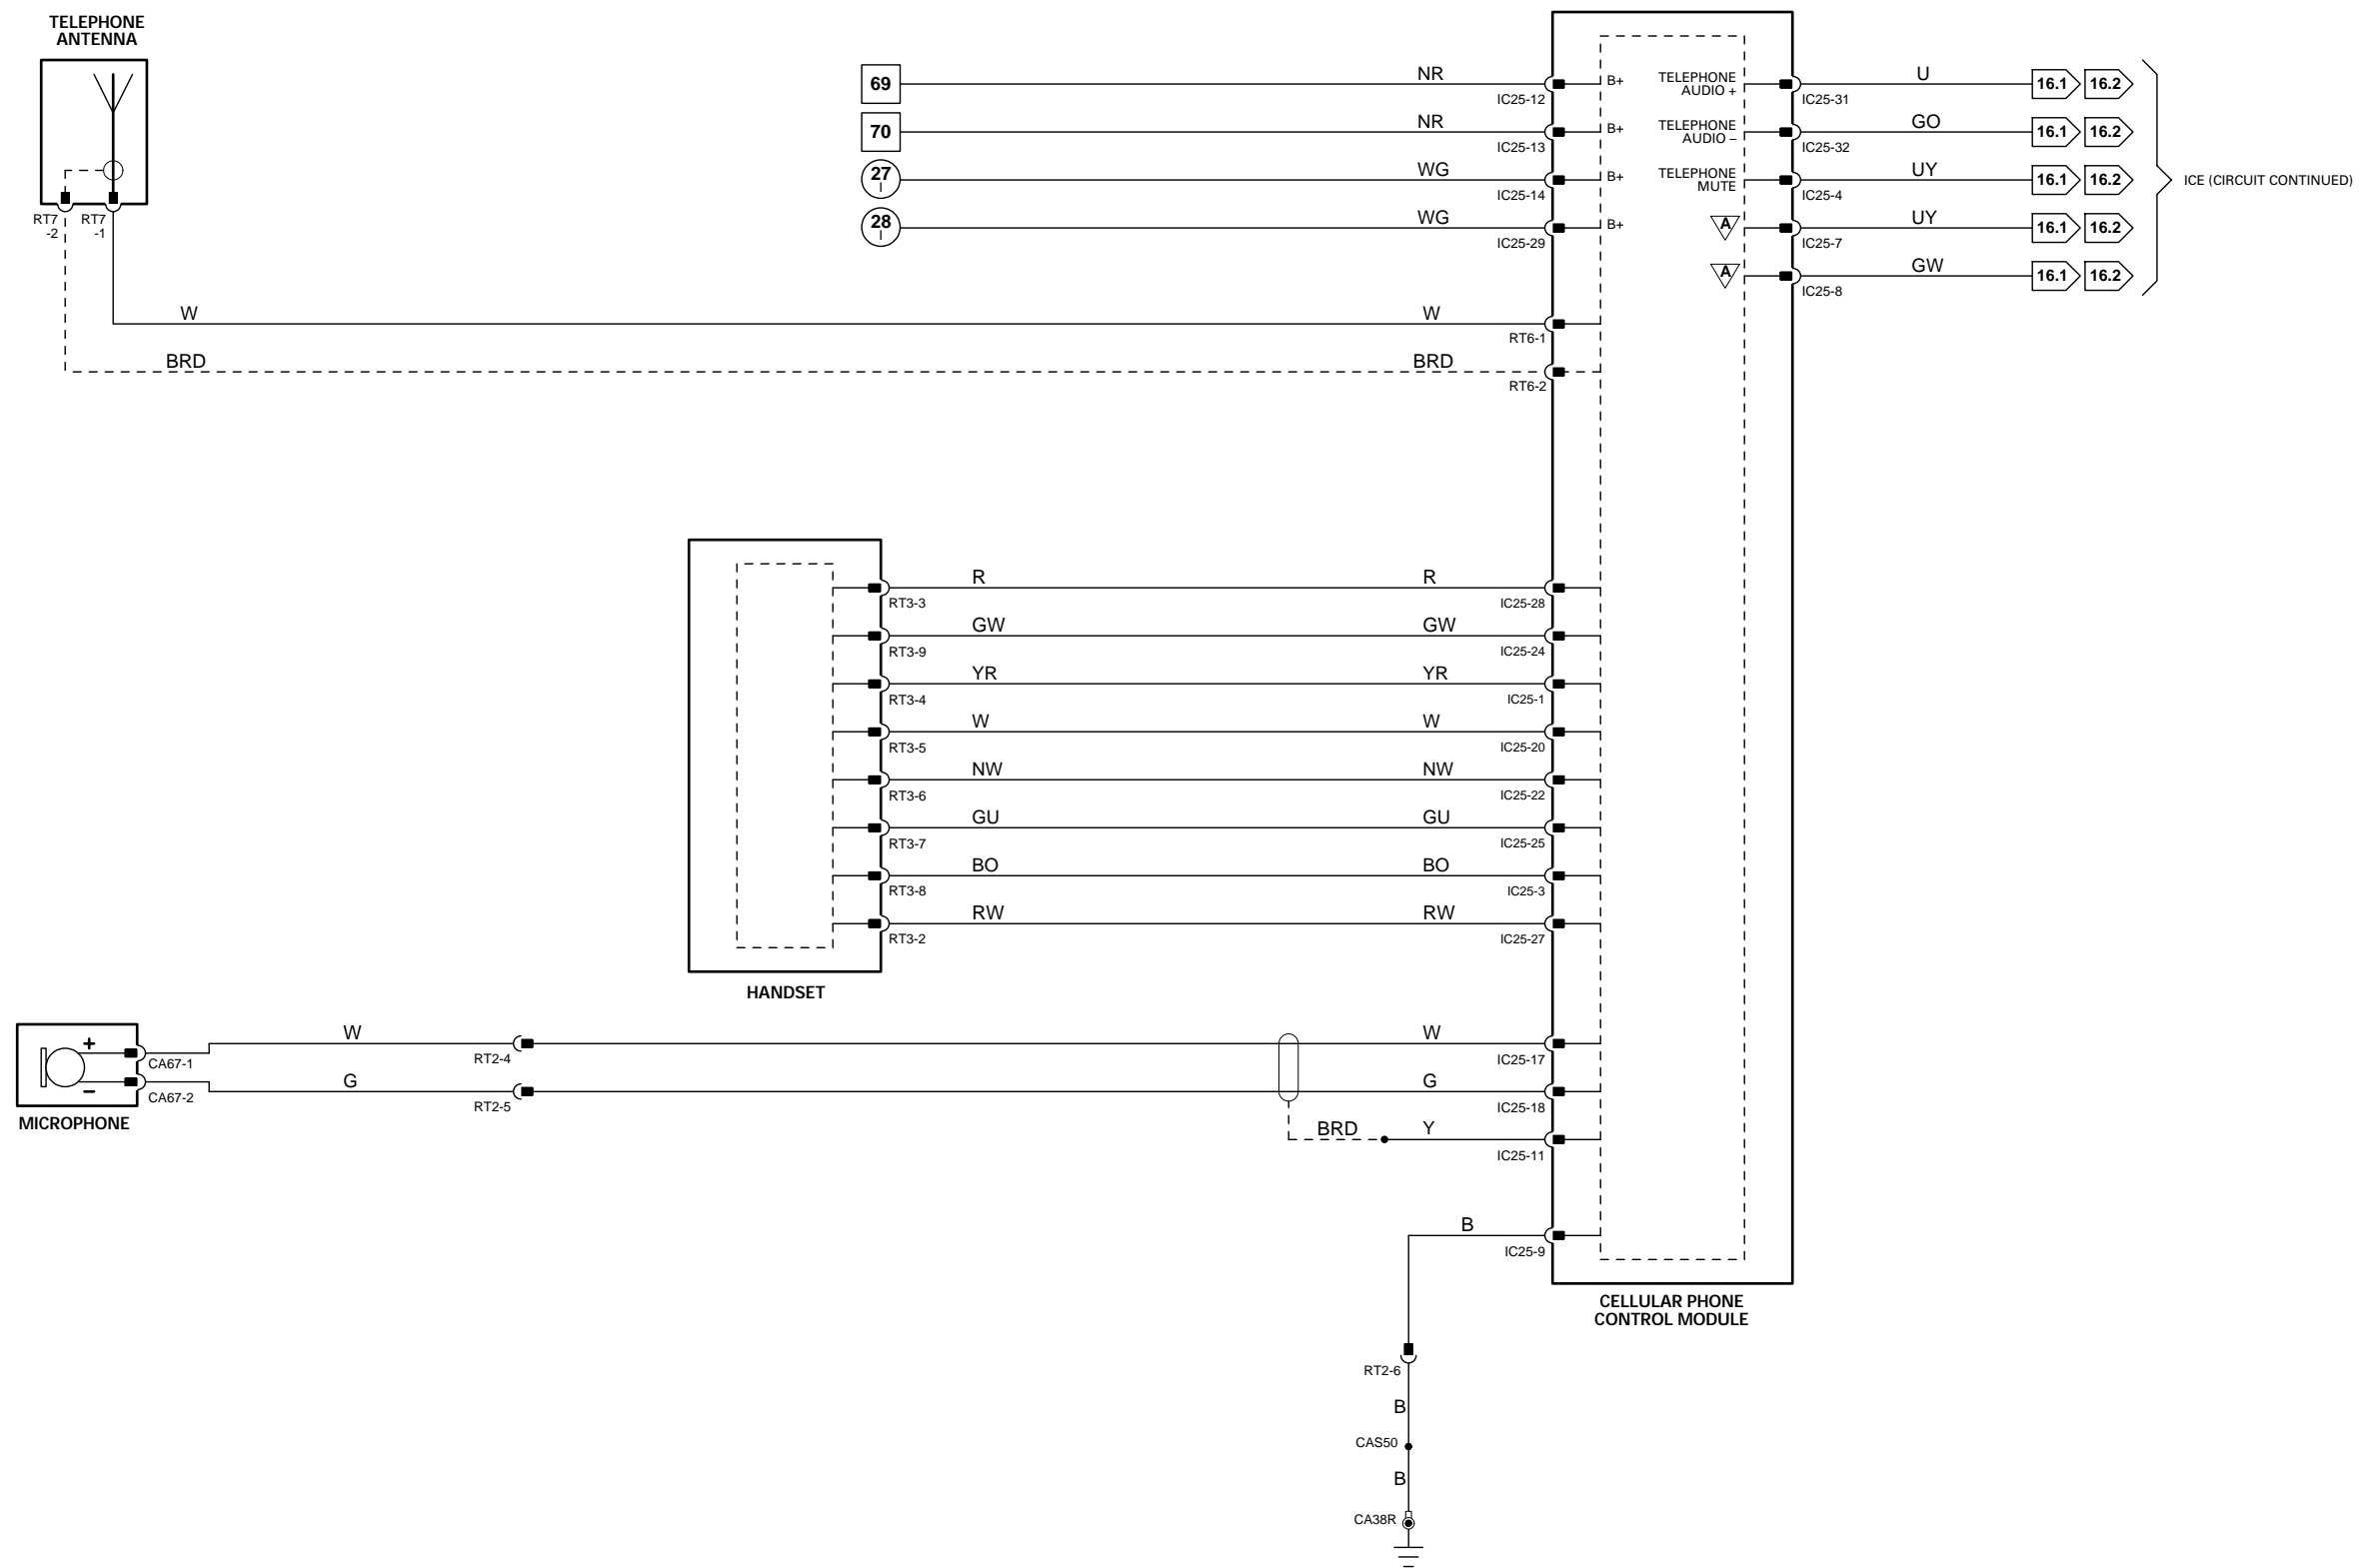 TELEPHONE
ANTENNA
RT7
-2
RT7
-1
W
BRD
69
NR
IC25-12
B+
70
NR
IC25-13
B+
27
I
WG
IC25-14
B+
28
I
WG
IC25-29
B+
W
RT6-1
BRD
RT6-2
TELEPHONE
AUDIO +
IC25-31
U
16.1
16.2
TELEPHONE
AUDIO –
IC25-32
GO
16.1
16.2
TELEPHONE
MUTE
IC25-4
UY
16.1
16.2
A
IC25-7
UY
16.1
16.2
A
IC25-8
GW
16.1
16.2
ICE (CIRCUIT CONTINUED)
RT3-3
R
R
IC25-28
RT3-9
GW
GW
IC25-24
RT3-4
YR
YR
IC25-1
RT3-5
W
W
IC25-20
RT3-6
NW
NW
IC25-22
RT3-7
GU
GU
IC25-25
RT3-8
BO
BO
IC25-3
RT3-2
RW
RW
IC25-27
HANDSET
+
–
CA67-1
W
RT2-4
W
IC25-17
CA67-2
G
RT2-5
G
IC25-18
MICROPHONE
BRD
Y
IC25-11
B
IC25-9
CELLULAR PHONE
CONTROL MODULE
RT2-6
B
CAS50
B
CA38R